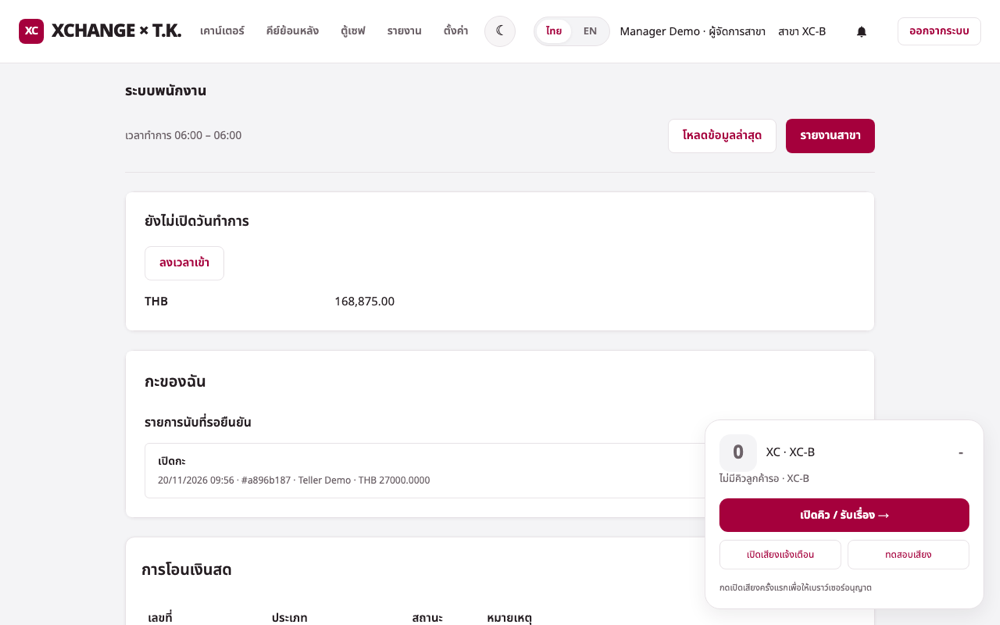 XC XCHANGE × T.K. เคาน์เตอร์ คีย์ย้อนหลัง ตู้เซฟ รายงาน ตั้งค่า ไทย EN Manager Demo · ผู้จัดการสาขา สาขา XC-B ออกจากระบบ
ระบบพนักงาน
เวลาทำการ 06:00 – 06:00 โหลดข้อมูลล่าสุด รายงานสาขา
ยังไม่เปิดวันทำการ
ลงเวลาเข้า
THB 168,875.00
กะของฉัน
รายการนับที่รอยืนยัน
เปิดกะ
20/11/2026 09:56 · #a896b187 · Teller Demo · THB 27000.0000
การโอนเงินสด
เลขที่ ประเภท สถานะ หมายเหตุ
0 XC · XC-B -
ไม่มีคิวลูกค้ารอ · XC-B
เปิดคิว / รับเรื่อง →
เปิดเสียงแจ้งเตือน ทดสอบเสียง
กดเปิดเสียงครั้งแรกเพื่อให้เบราว์เซอร์อนุญาต